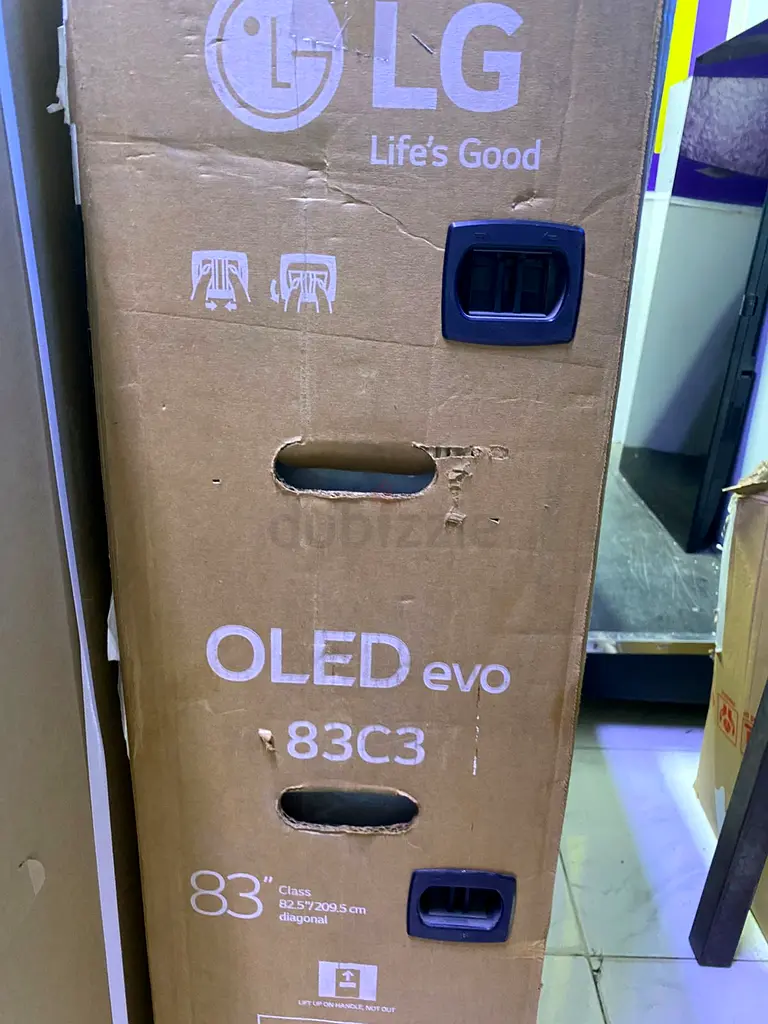 LG
Life's Good
dubizzle
OLED evo
83C3
83" Class
82.5"/209.5 cm
diagonal
LIFT UP ON HANDLE, NOT OUT